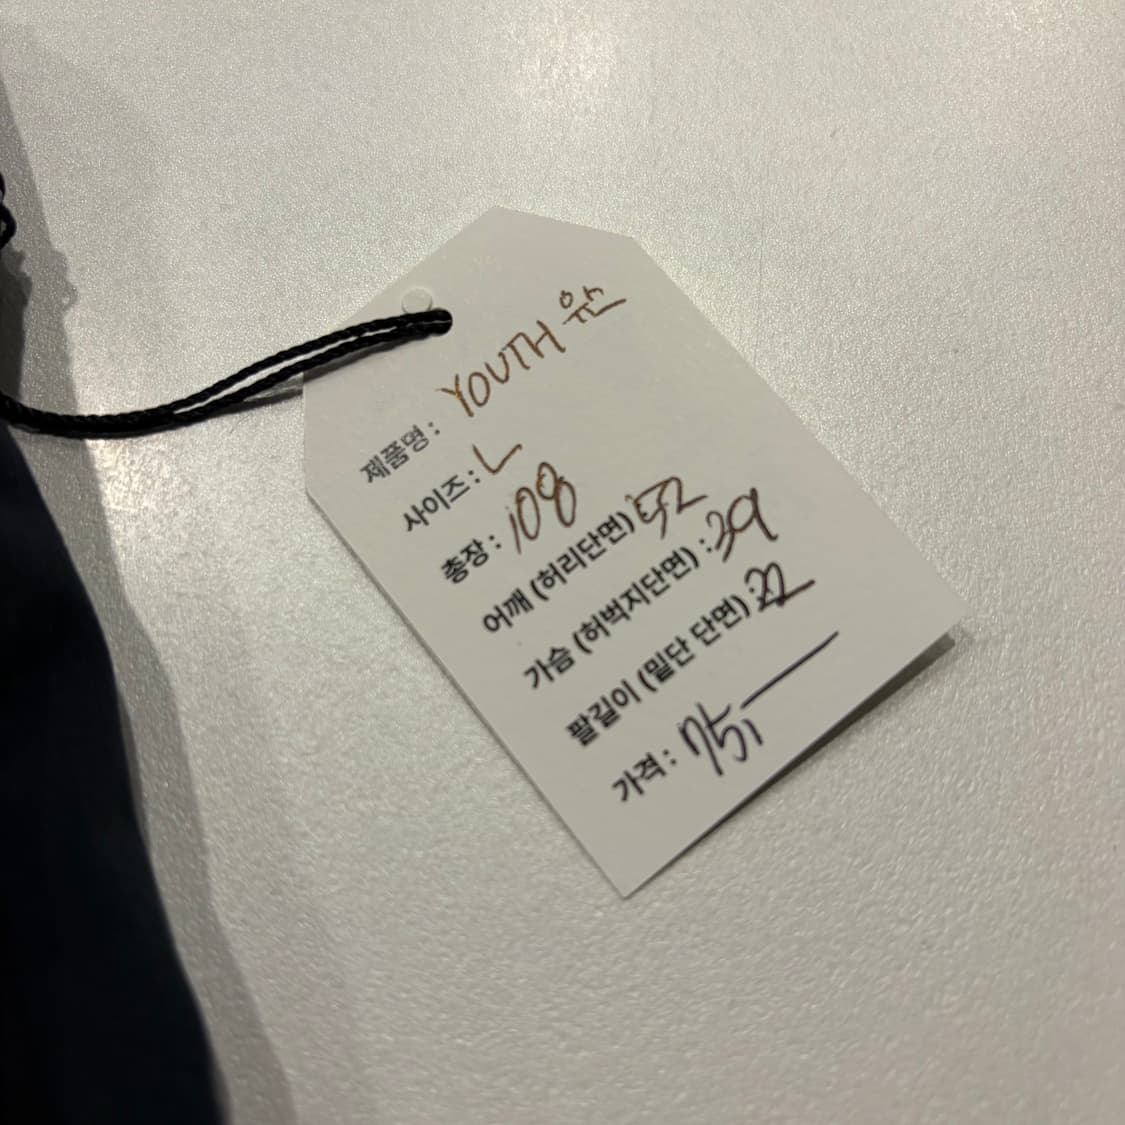 제품명 : YOUTH 유스
사이즈 : L
총장 : 108
어깨 (허리단면) 52
가슴 (허벅지단면) : 39
팔길이 (밑단 단면) : 22
가격 : 75,